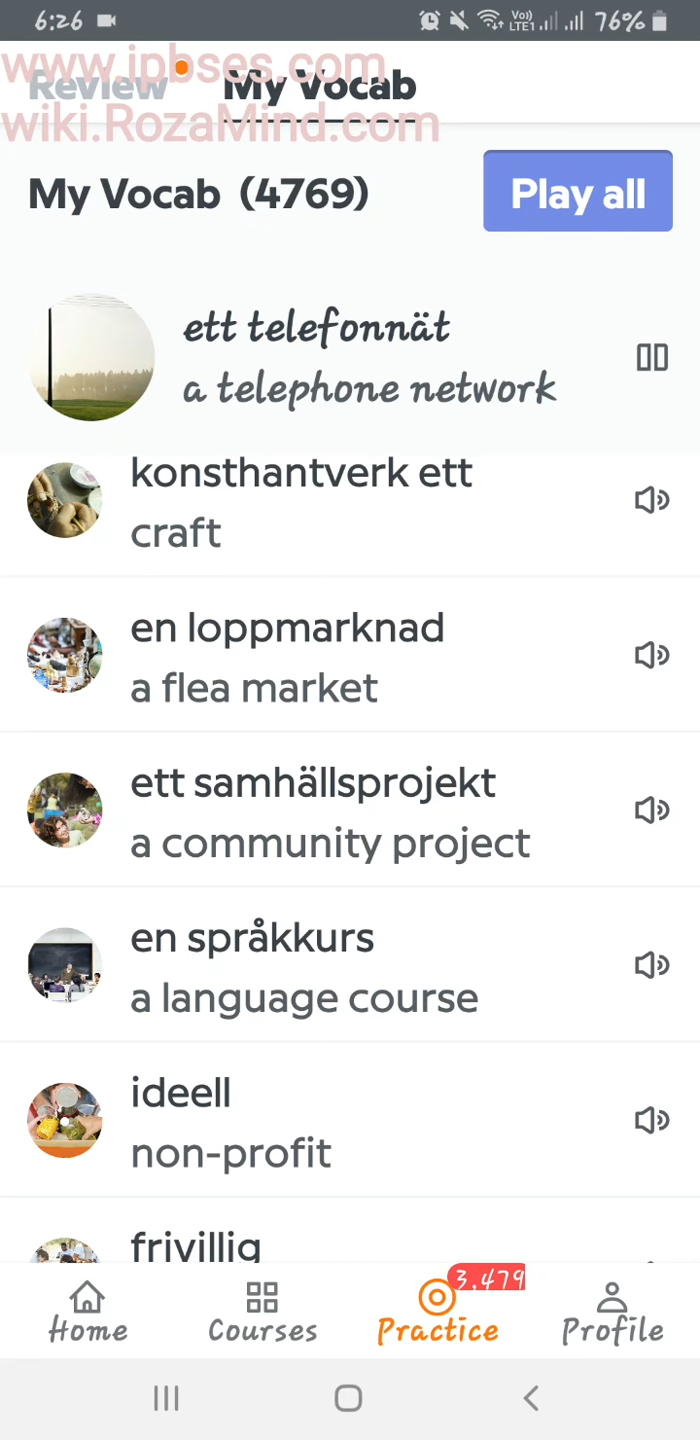 6:26 Vo)) LTE1 76%
www.ipbses.com
Review My Vocab
wiki.RozaMind.com
My Vocab (4769) Play all
ett telefonnät
a telephone network
konsthantverk ett
craft
en loppmarknad
a flea market
ett samhällsprojekt
a community project
en språkkurs
a language course
ideell
non-profit
frivillig
3,479
Home Courses Practice Profile